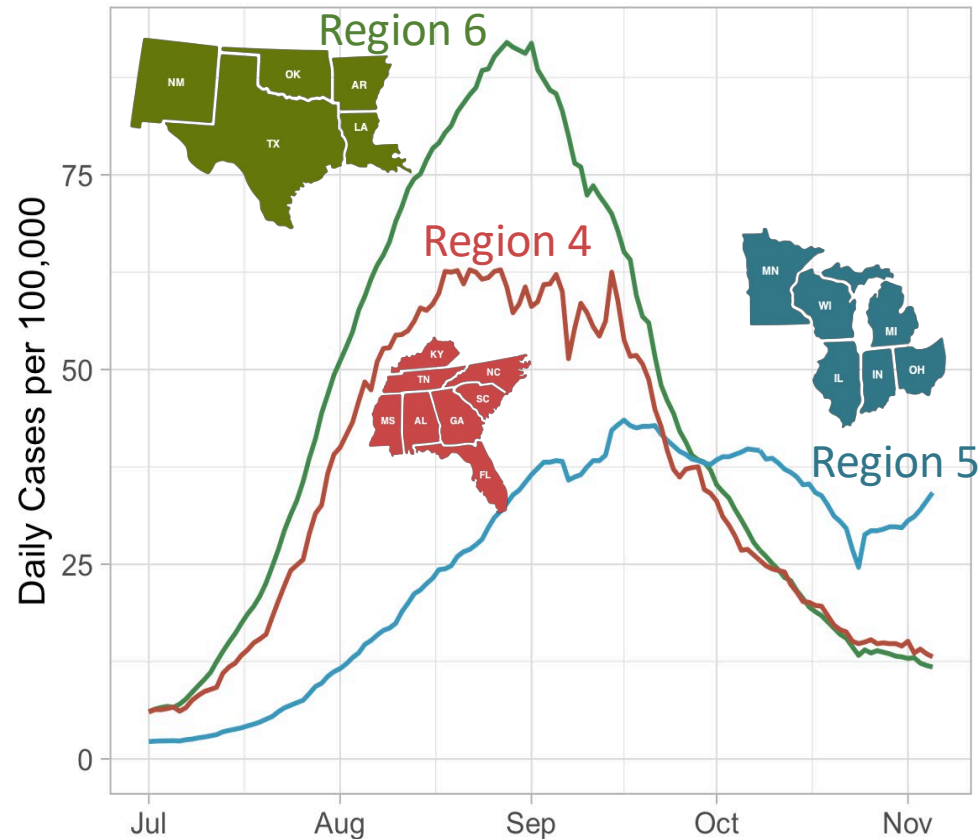 Region 6
NM
OK
AR
TX
LA
75
Region 4
MN
WI
MI
IL
IN
OH
50
KY
TN
NC
SC
MS
AL
GA
FL
Region 5
25
0
Daily Cases per 100,000
Jul
Aug
Sep
Oct
Nov